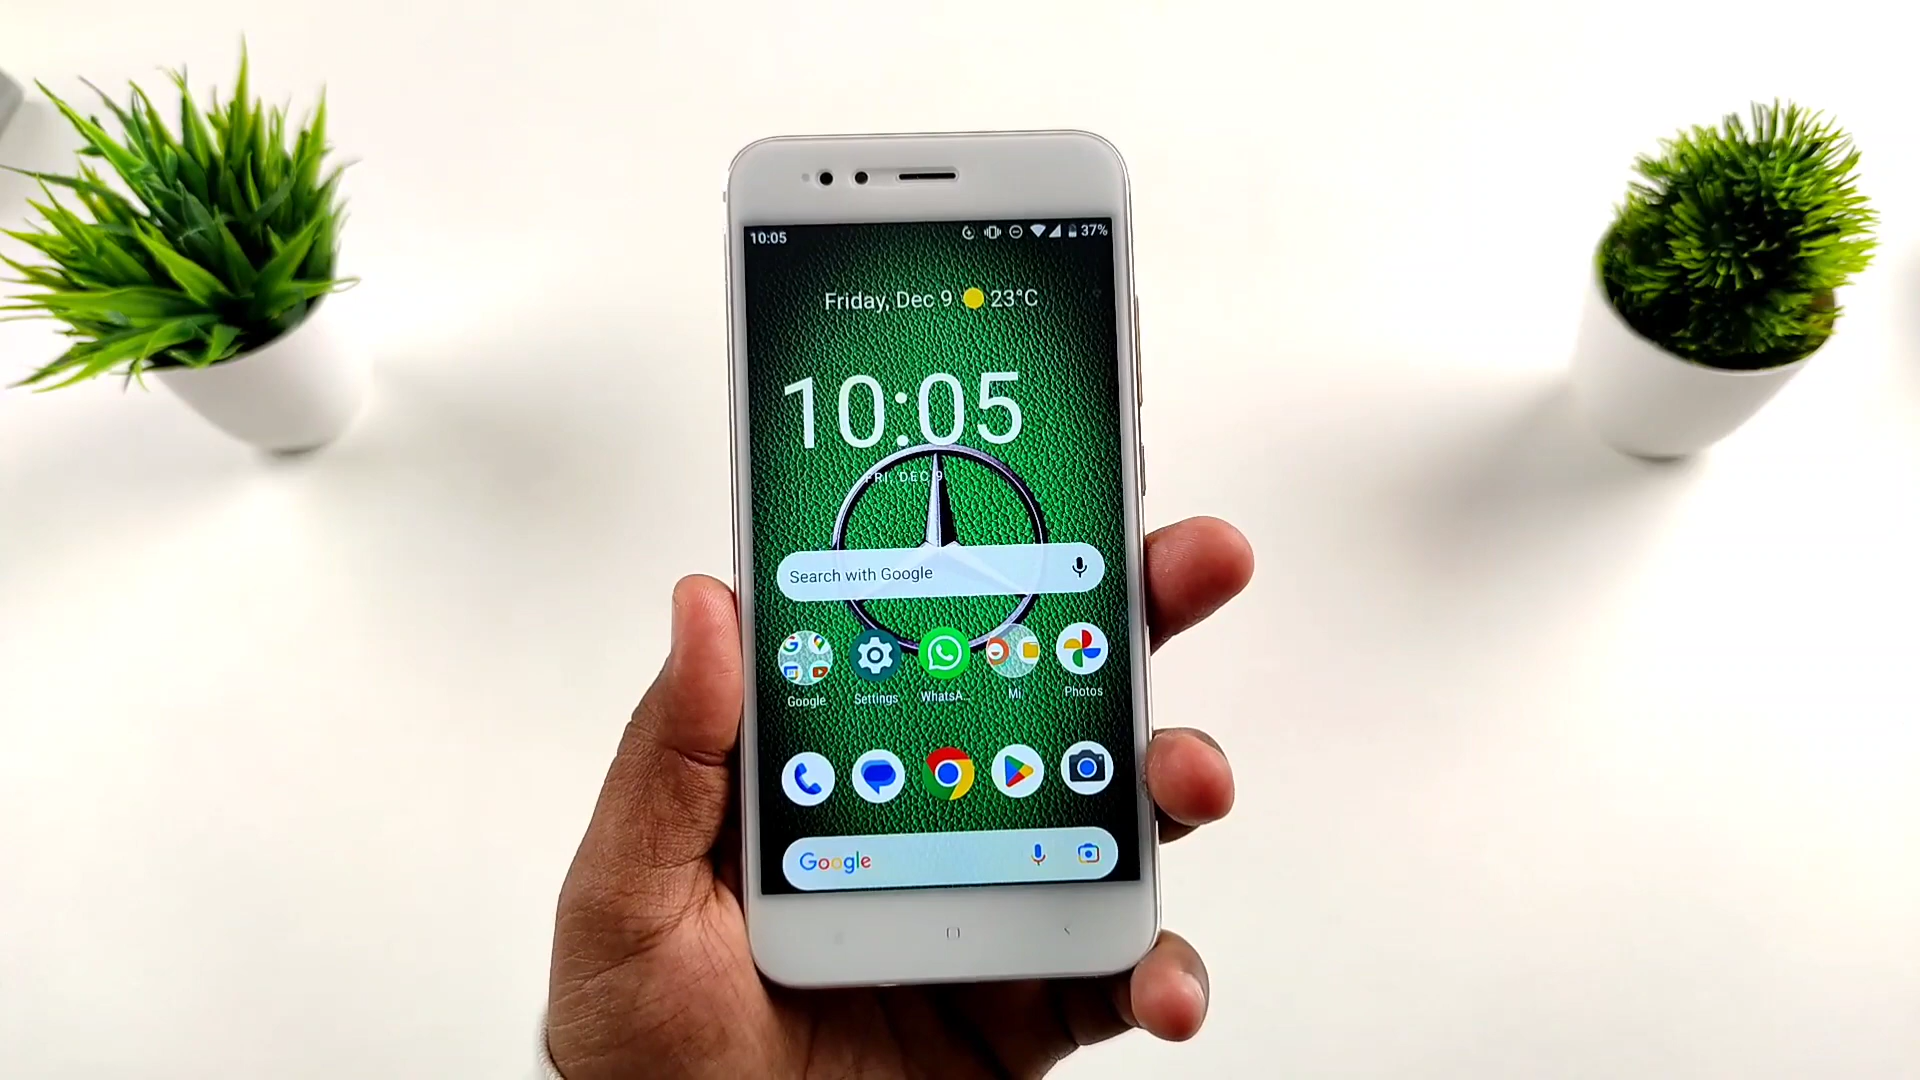 10:05
37%
Friday, Dec 9 23°C
10:05
FRI, DEC 9
Search with Google
Google Settings WhatsA... Mi Photos
Google